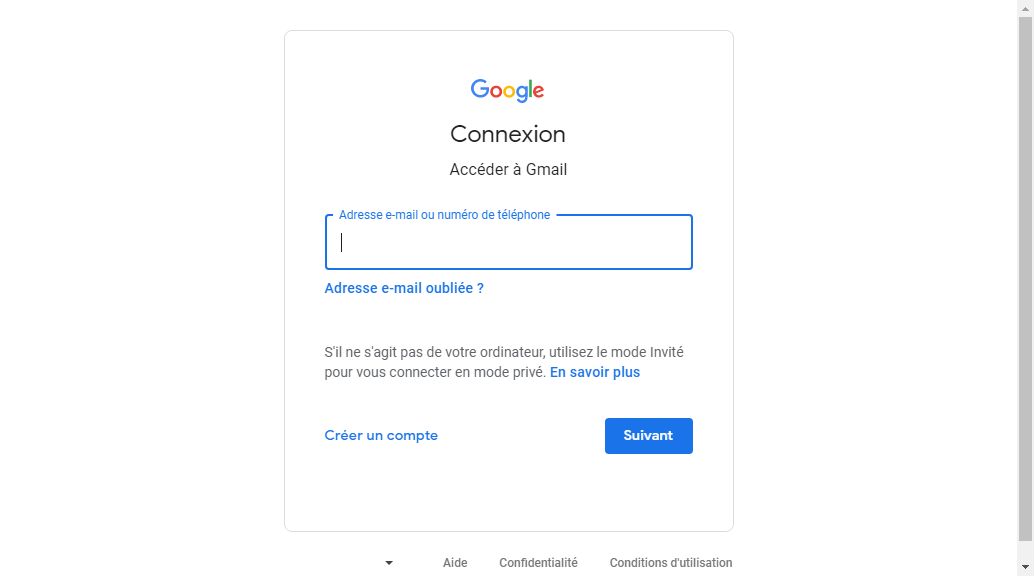 Google
Connexion
Accéder à Gmail
Adresse e-mail ou numéro de téléphone
Adresse e-mail oubliée ?
S'il ne s'agit pas de votre ordinateur, utilisez le mode Invité
pour vous connecter en mode privé. En savoir plus
Créer un compte
Suivant
Aide
Confidentialité
Conditions d'utilisation